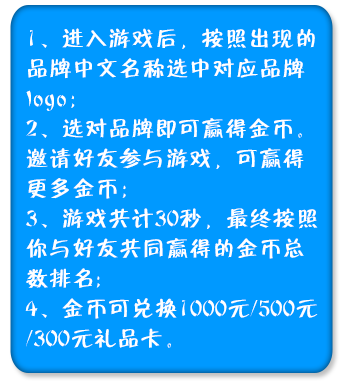 1、进入游戏后，按照出现的
品牌中文名称选中对应品牌
logo；
2、选对品牌即可赢得金币。
邀请好友参与游戏，可赢得
更多金币；
3、游戏共计30秒，最终按照
你与好友共同赢得的金币总
数排名；
4、金币可兑换1000元/500元
/300元礼品卡。